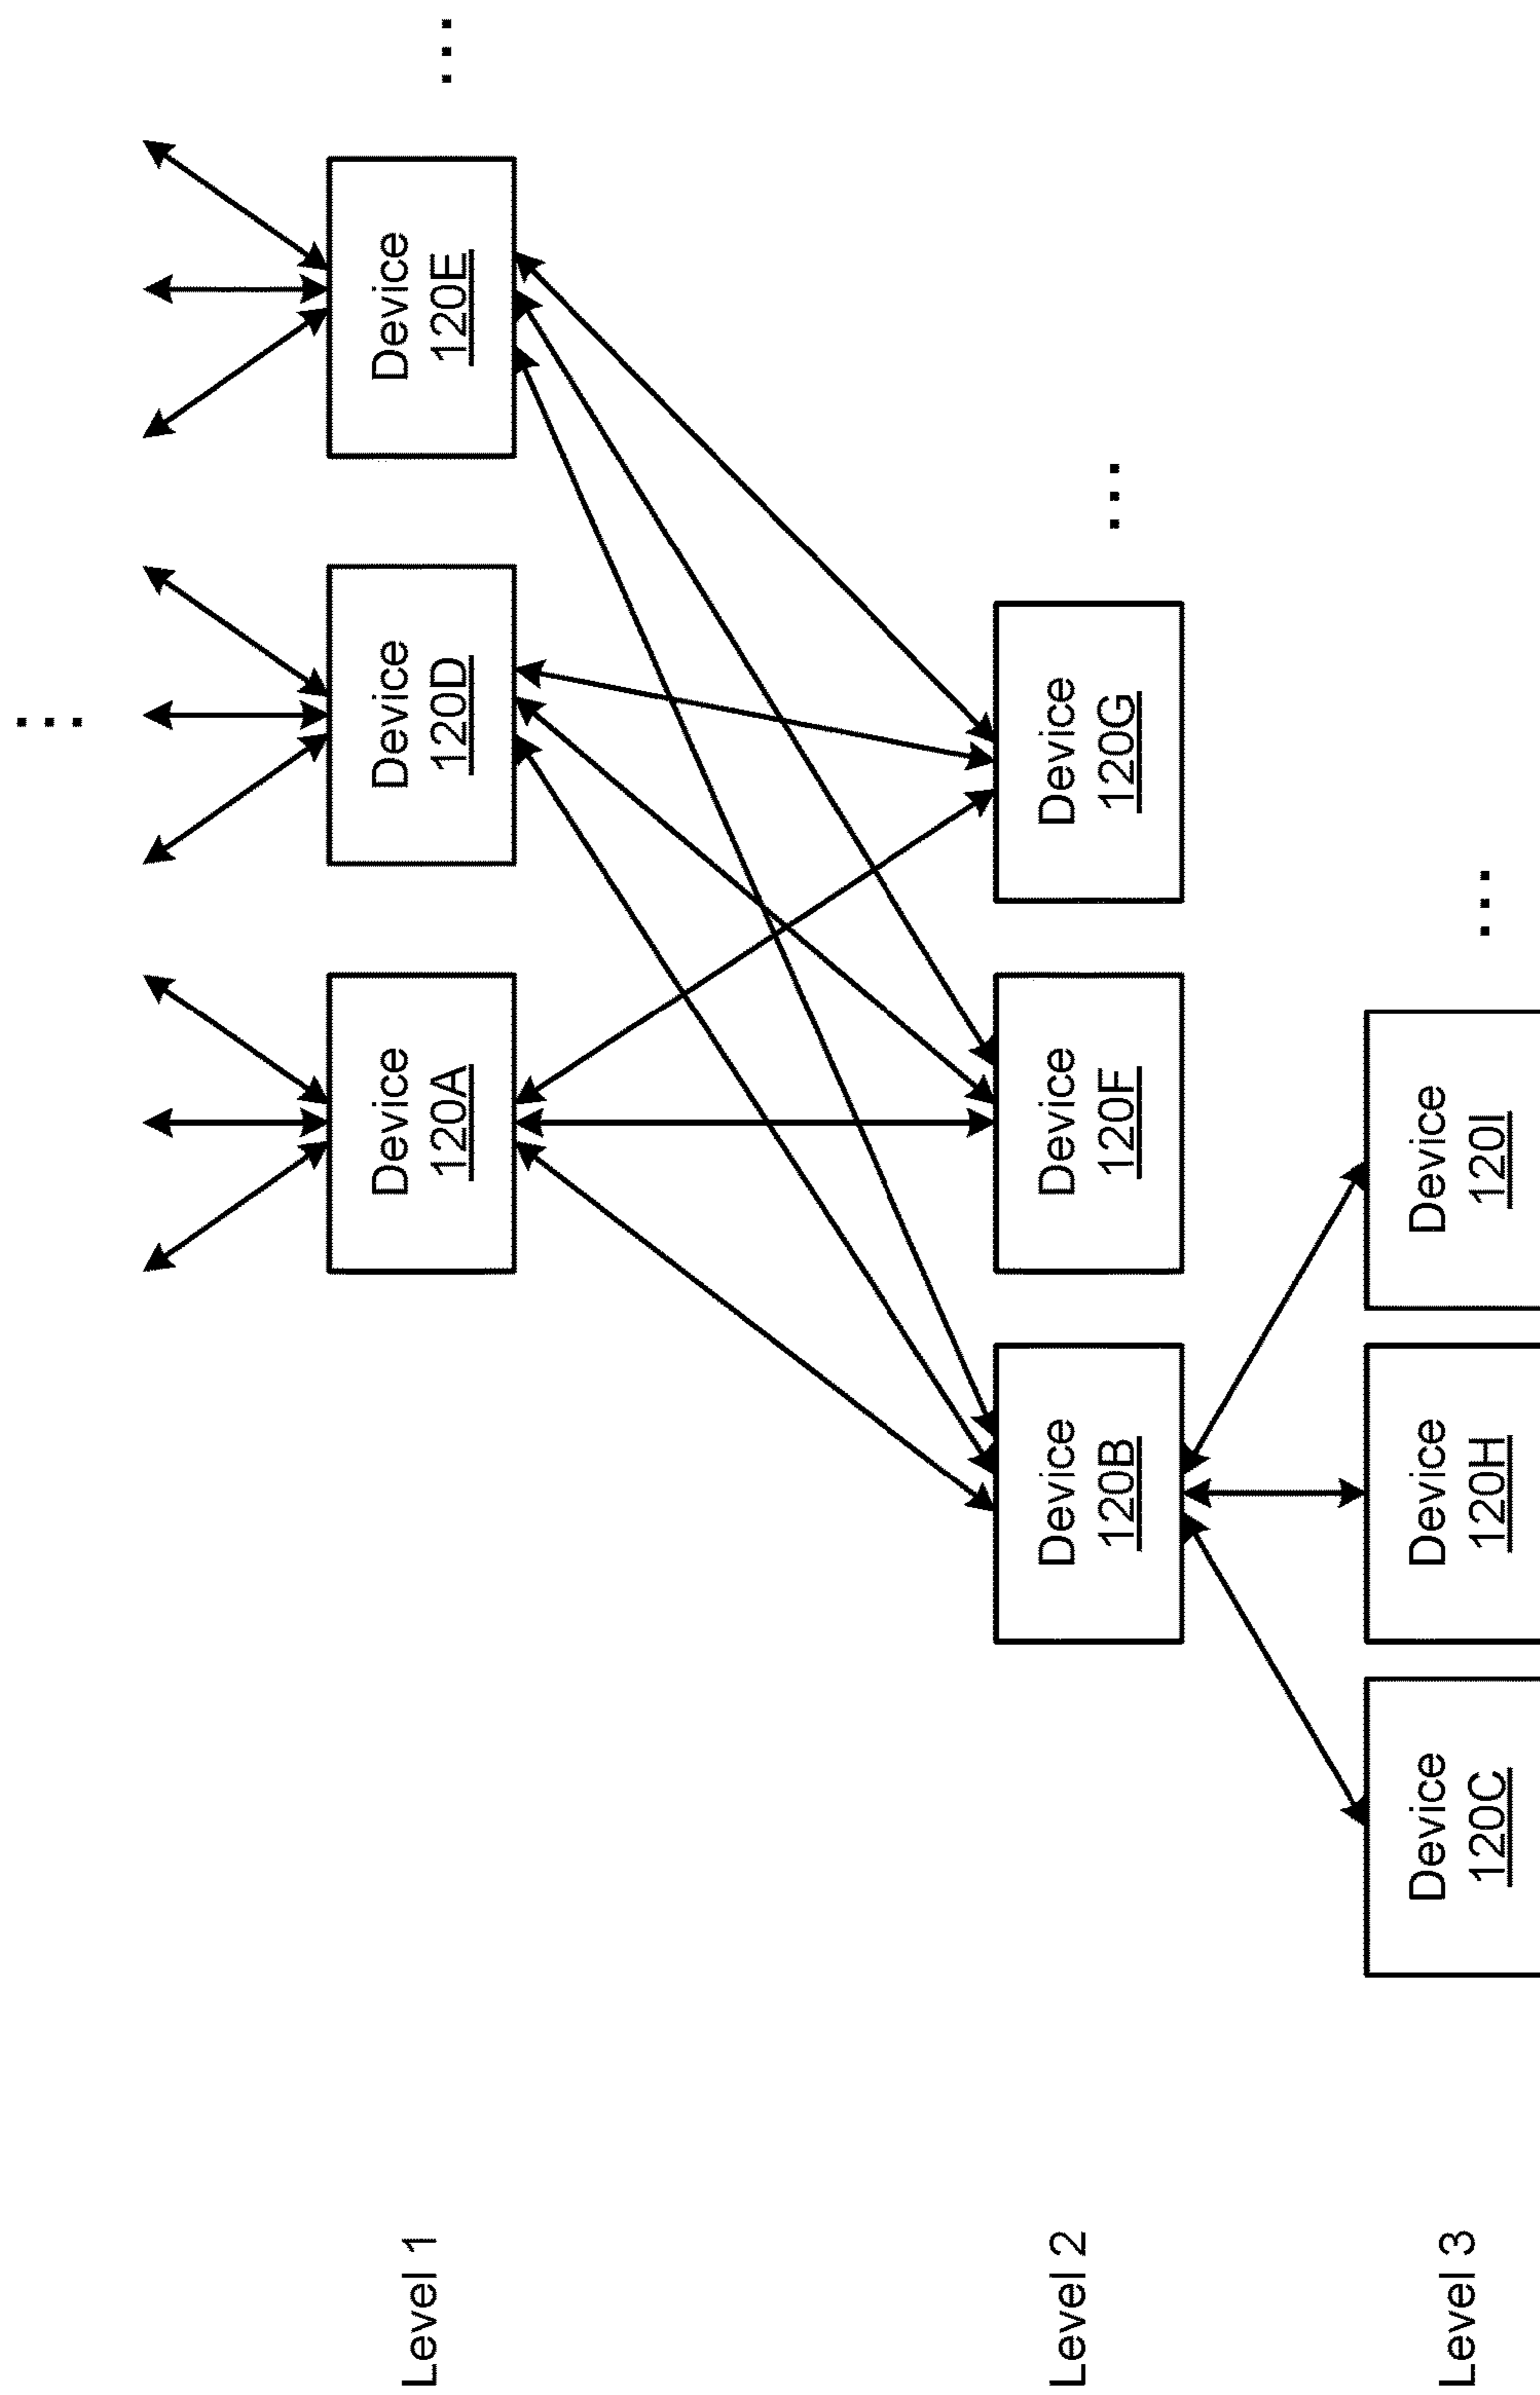 Level 1
Device
120A
Device
120D
Device
120E
...
...
Level 2
Device
120B
Device
120F
Device
120G
...
Level 3
Device
120C
Device
120H
Device
120I
...